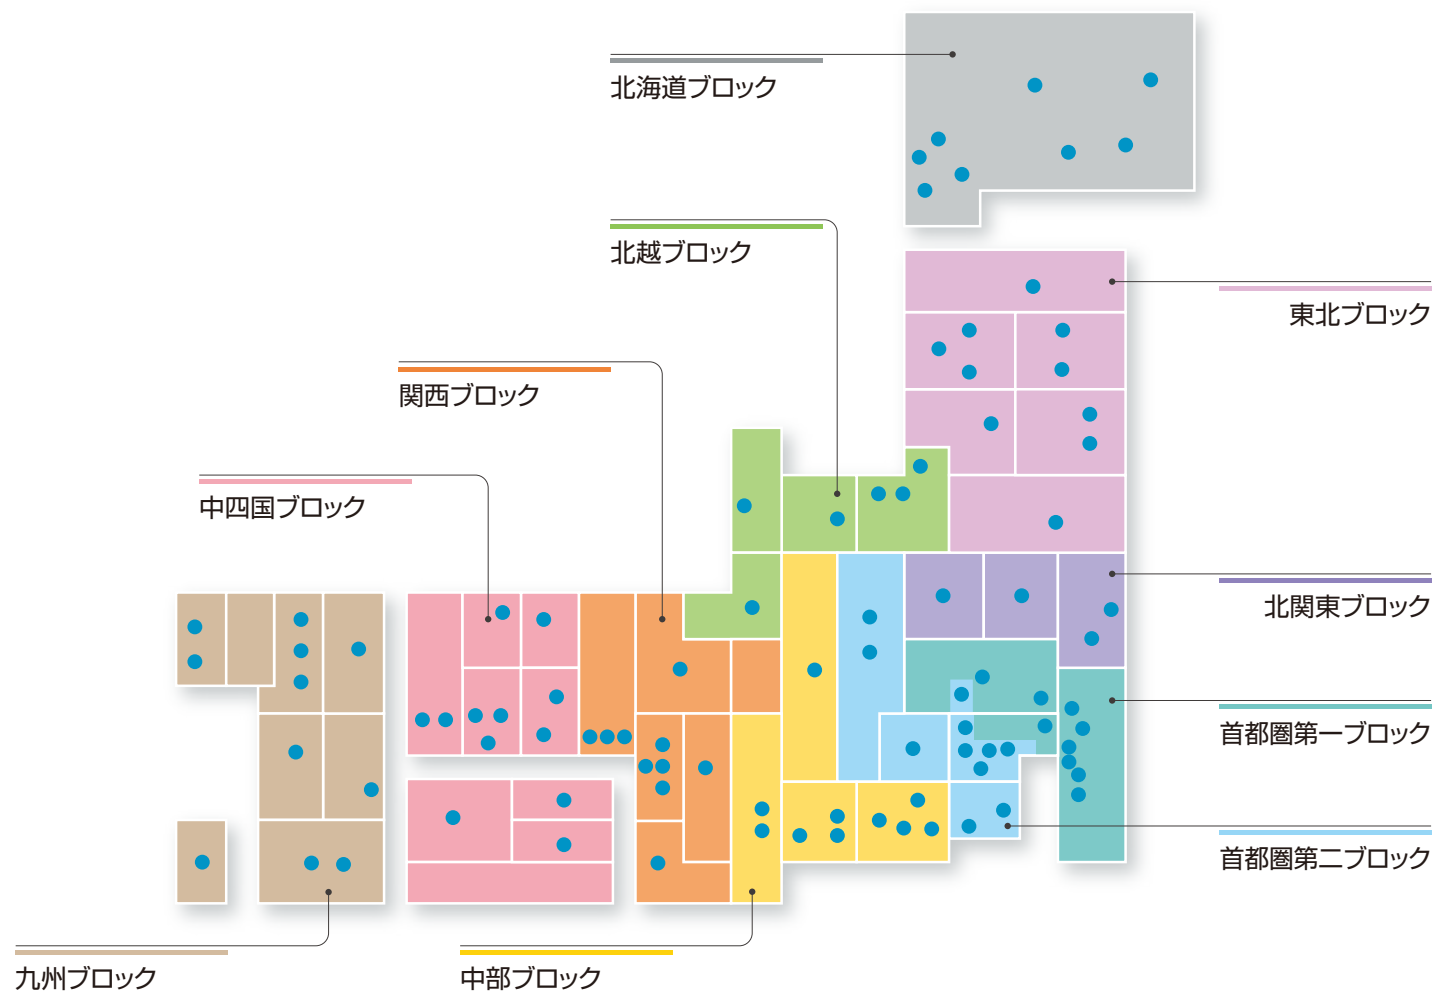 北海道ブロック
北越ブロック
東北ブロック
関西ブロック
中四国ブロック
北関東ブロック
首都圏第一ブロック
首都圏第二ブロック
九州ブロック
中部ブロック